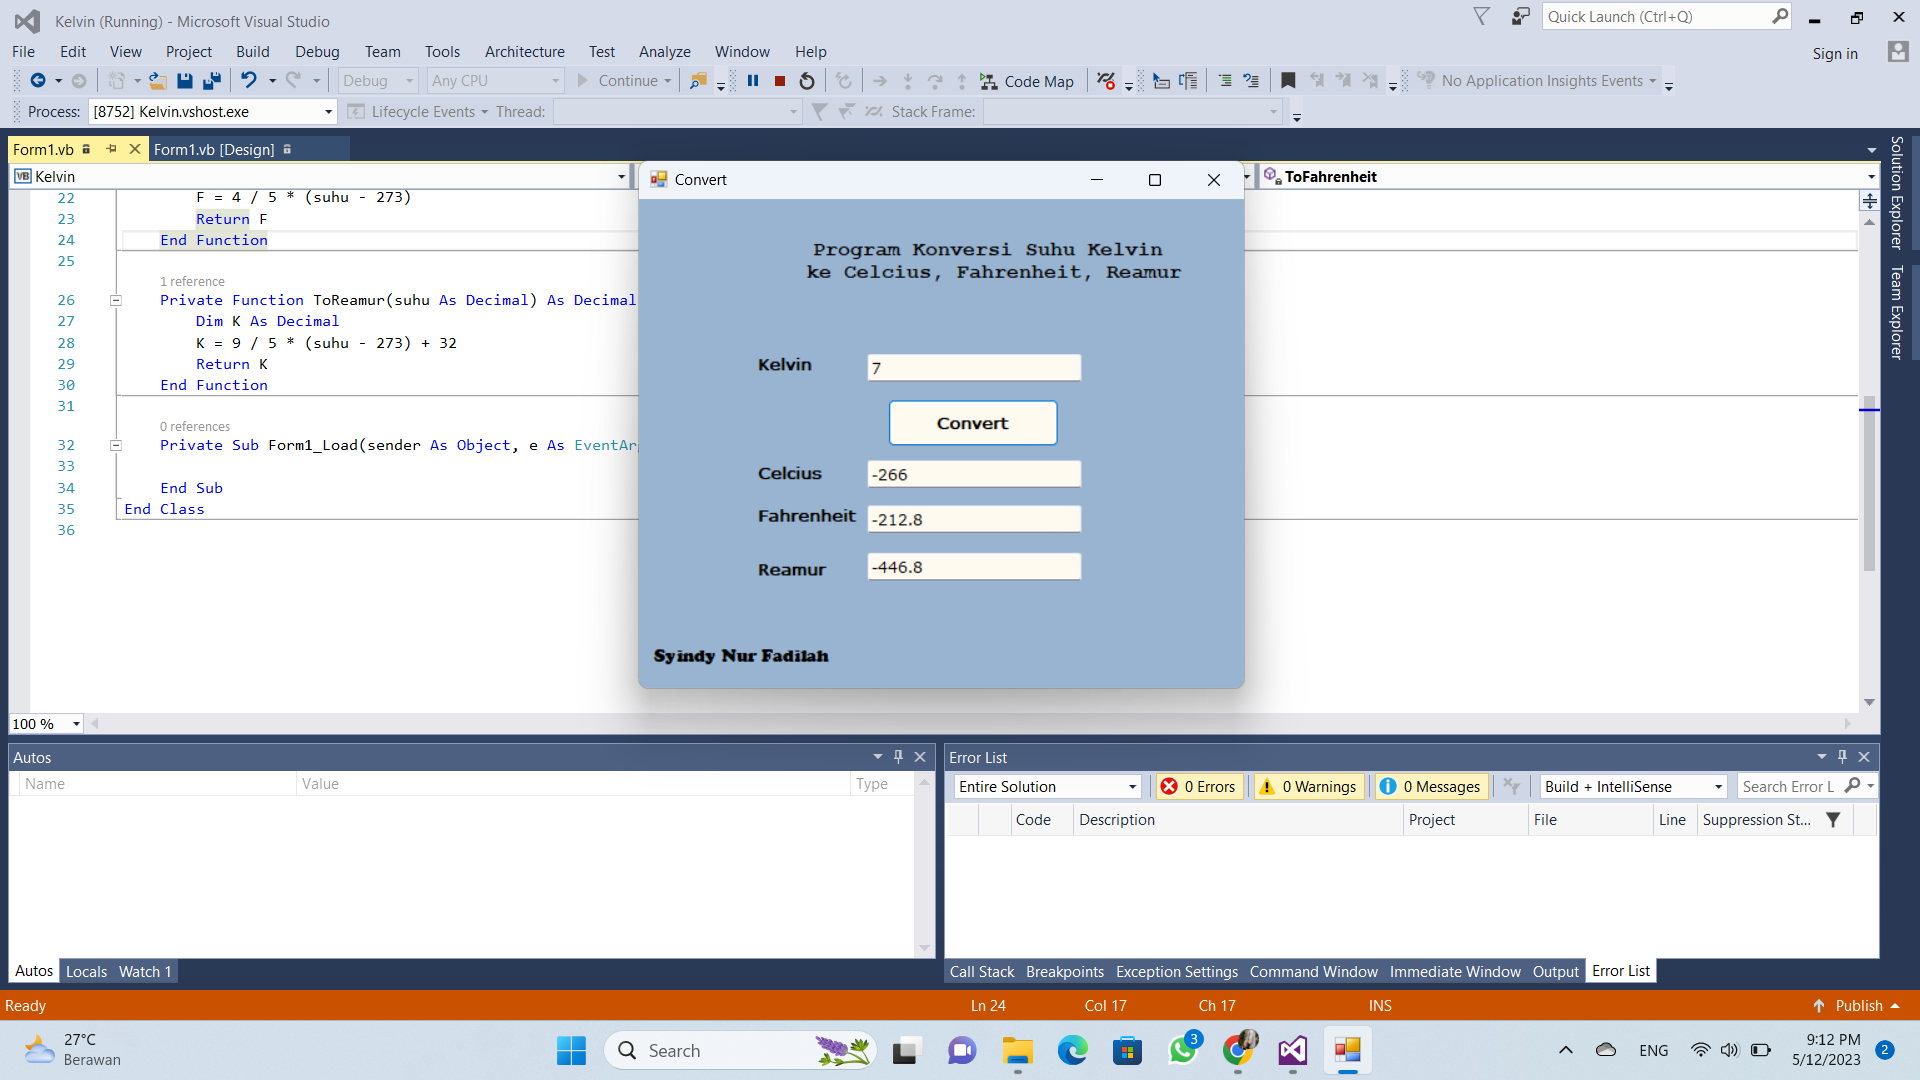 Kelvin (Running) - Microsoft Visual Studio
Quick Launch (Ctrl+Q)
File Edit View Project Build Debug Team Tools Architecture Test Analyze Window Help
Sign in
Debug Any CPU Continue Code Map No Application Insights Events
Process: [8752] Kelvin.vshost.exe Lifecycle Events Thread: Stack Frame:
Form1.vb Form1.vb [Design]
VB Kelvin
ToFahrenheit
22 F = 4 / 5 * (suhu - 273)
23 Return F
24 End Function
25
1 reference
26 Private Function ToReamur(suhu As Decimal) As Decimal
27 Dim K As Decimal
28 K = 9 / 5 * (suhu - 273) + 32
29 Return K
30 End Function
31
0 references
32 Private Sub Form1_Load(sender As Object, e As EventAr
33
34 End Sub
35 End Class
36
100 %
Convert
Program Konversi Suhu Kelvin
ke Celcius, Fahrenheit, Reamur
Kelvin 7
Convert
Celcius -266
Fahrenheit -212.8
Reamur -446.8
Syindy Nur Fadilah
Solution Explorer
Team Explorer
Autos
Name Value Type
Autos Locals Watch 1
Error List
Entire Solution 0 Errors 0 Warnings 0 Messages Build + IntelliSense Search Error L
Code Description Project File Line Suppression St...
Call Stack Breakpoints Exception Settings Command Window Immediate Window Output Error List
Ready Ln 24 Col 17 Ch 17 INS Publish
27°C
Berawan
Search
3
ENG
9:12 PM
5/12/2023
2